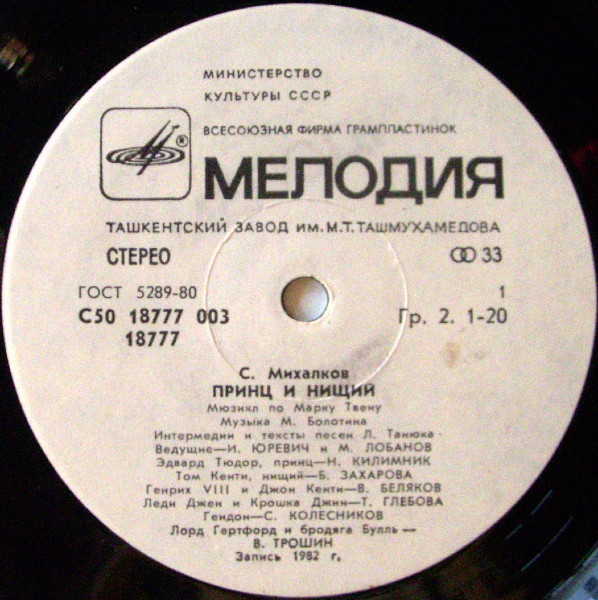 МИНИСТЕРСТВО
КУЛЬТУРЫ СССР
ВСЕСОЮЗНАЯ ФИРМА ГРАМПЛАСТИНОК
®
МЕЛОДИЯ
ТАШКЕНТСКИЙ ЗАВОД ИМ. М.Т. ТАШМУХАМЕДОВА
СТЕРЕО 33
ГОСТ 5289-80 1
С50 18777 003 Гр. 2. 1-20
18777
С. Михалков
ПРИНЦ И НИЩИЙ
Мюзикл по Марку Твену
Музыка М. Болотина
Интермедии и тексты песен Л. Танюка
Ведущие—И. ЮРЕВИЧ и М. ЛОБАНОВ
Эдвард Тюдор, принц—Н. КИЛИМНИК
Том Кенти, нищий—Б. ЗАХАРОВА
Генрих VIII и Джон Кенти—В. БЕЛЯКОВ
Леди Джен и Крошка Джин—Т. ГЛЕБОВА
Гендон—С. КОЛЕСНИКОВ
Лорд Гертфорд и бродяга Булль—
В. ТРОШИН
Запись 1982 г.